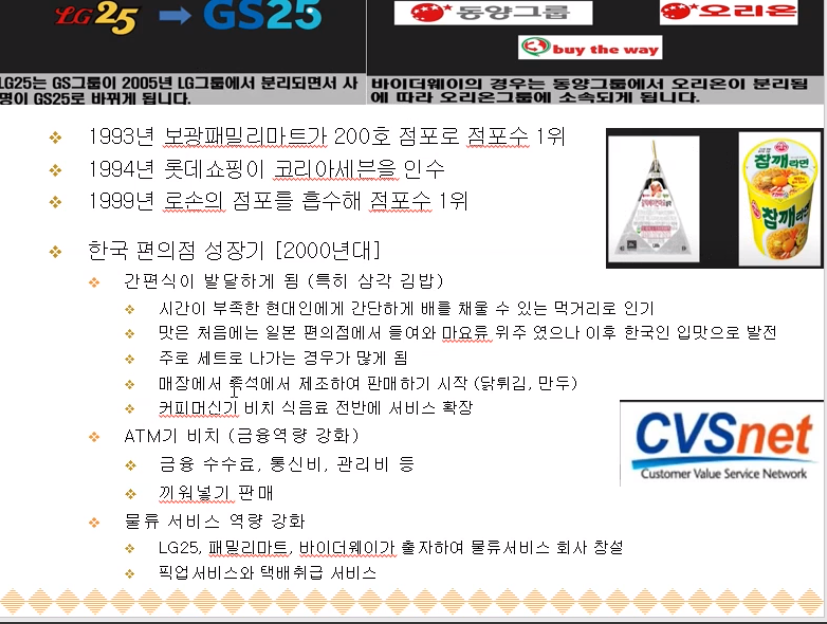 LG25 GS25
동양그룹 오리온
buy the way
LG25는 GS그룹이 2005년 LG그룹에서 분리되면서 사
명이 GS25로 바뀌게 됩니다.
바이더웨이의 경우는 동양그룹에서 오리온이 분리됨
에 따라 오리온그룹에 소속되게 됩니다.
1993년 보광패밀리마트가 200호 점포로 점포수 1위
1994년 롯데쇼핑이 코리아세븐을 인수
1999년 로손의 점포를 흡수해 점포수 1위
한국 편의점 성장기 [2000년대]
간편식이 발달하게 됨 (특히 삼각 김밥)
시간이 부족한 현대인에게 간단하게 배를 채울 수 있는 먹거리로 인기
맛은 처음에는 일본 편의점에서 들여와 마요류 위주 였으나 이후 한국인 입맛으로 발전
주로 세트로 나가는 경우가 많게 됨
매장에서 즉석에서 제조하여 판매하기 시작 (닭튀김, 만두)
커피머신기 비치 식음료 전반에 서비스 확장
ATM기 비치 (금융역량 강화)
금융 수수료, 통신비, 관리비 등
끼워넣기 판매
물류 서비스 역량 강화
LG25, 패밀리마트, 바이더웨이가 출자하여 물류서비스 회사 창설
픽업서비스와 택배취급 서비스
참깨라면
참깨라면
CVSnet
Customer Value Service Network